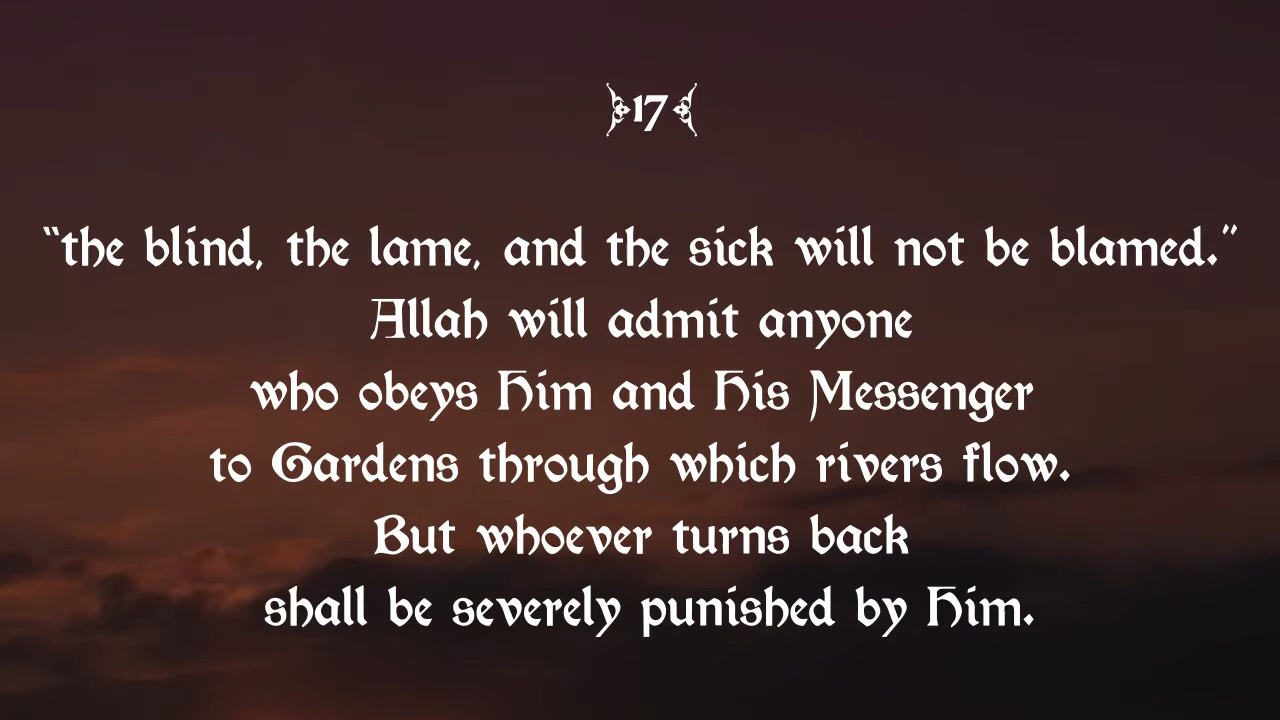 17
“the blind, the lame, and the sick will not be blamed.”
Allah will admit anyone
who obeys Him and His Messenger
to Gardens through which rivers flow.
But whoever turns back
shall be severely punished by Him.